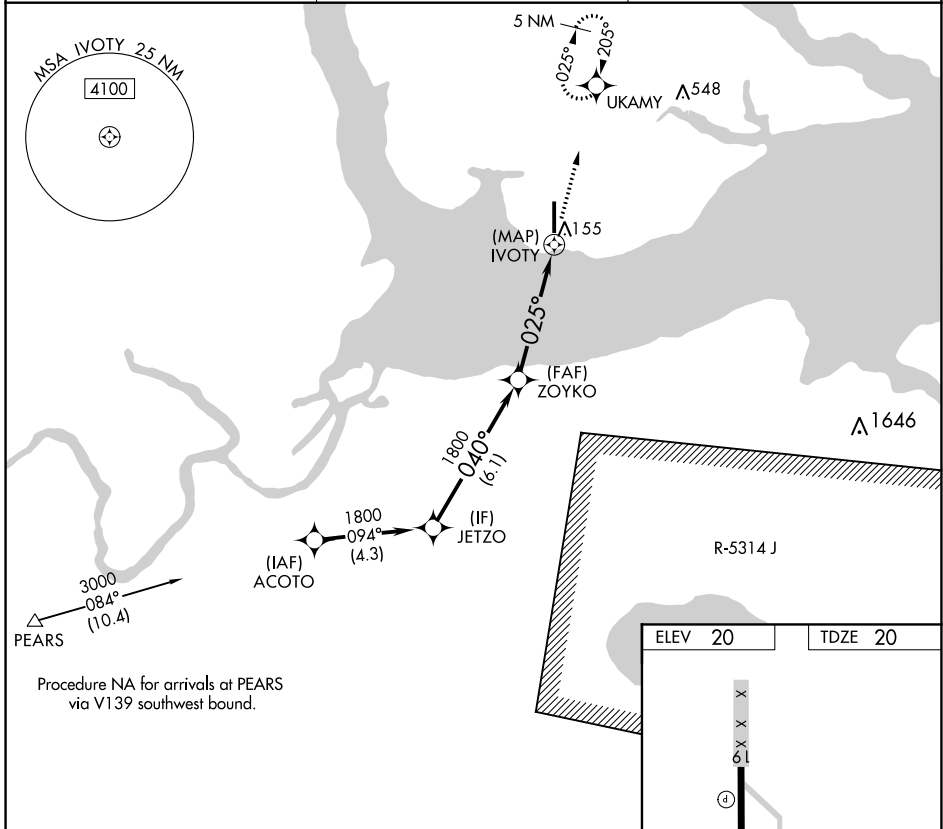 MSA IVOTY 25 NM
4100
5 NM
025°
205°
UKAMY
548
155
(MAP)
IVOTY
025°
(FAF)
ZOYKO
1646
1800
040°
(6.1)
1800
094°
(4.3)
(IF)
JETZO
(IAF)
ACOTO
R-5314 J
3000
084°
(10.4)
PEARS
Procedure NA for arrivals at PEARS
via V139 southwest bound.
ELEV 20
TDZE 20
X
X
X
19
P